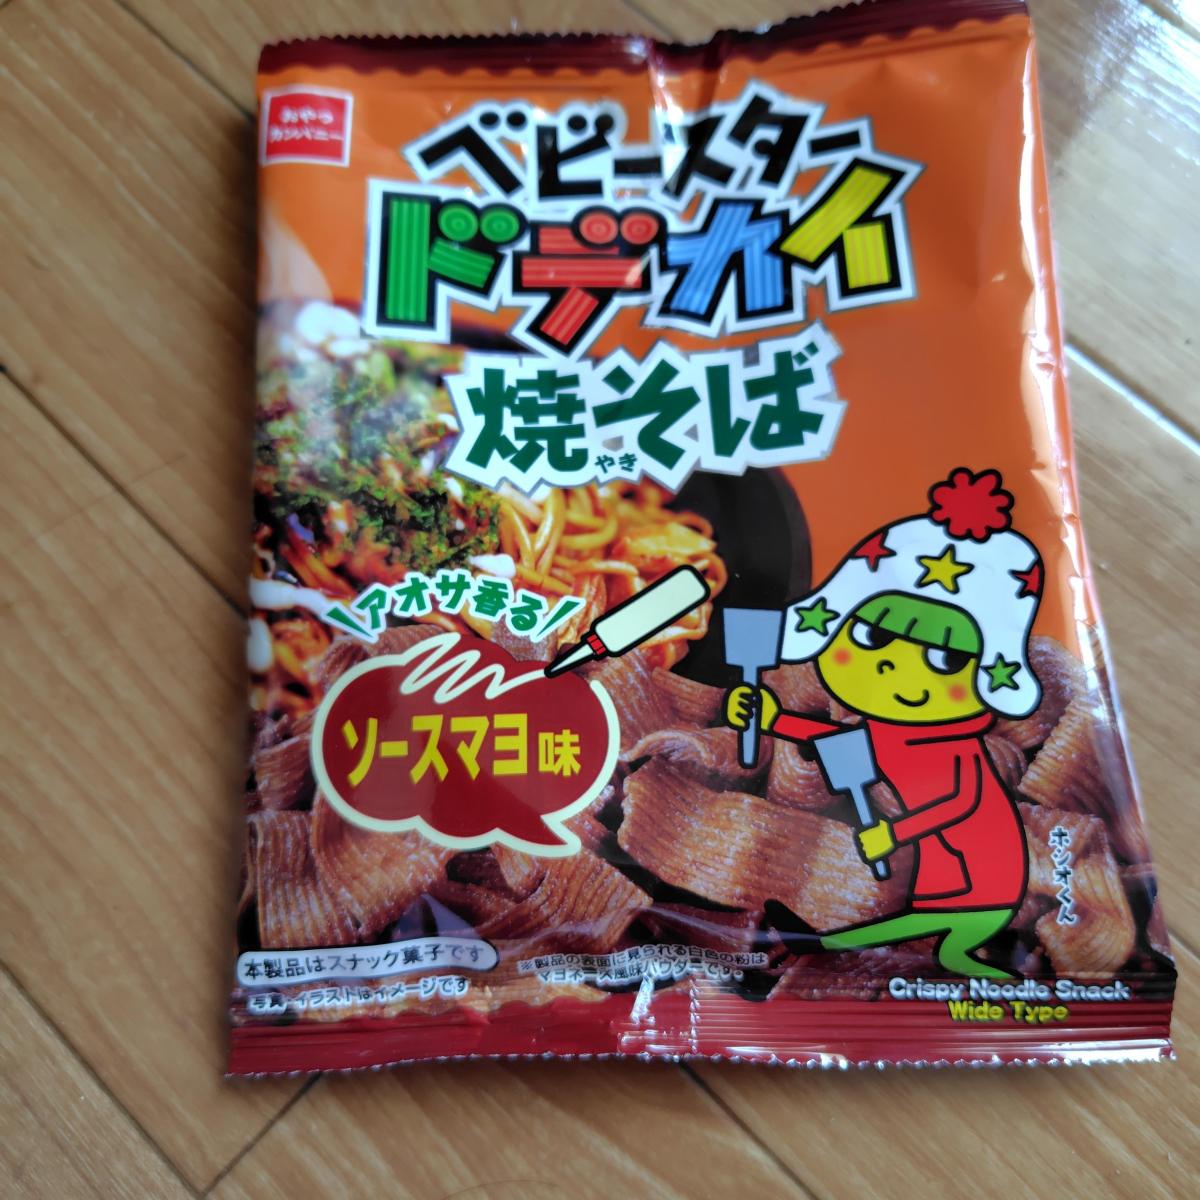 おやつ
カンパニー
ベビースター
ドデカイ
焼そば
やき
アオサ香る
ソースマヨ味
ホシオくん
本製品はスナック菓子です
写真・イラストはイメージです
※製品の表面に見られる白色の粉は
マヨネーズ風味パウダーです。
Crispy Noodle Snack
Wide Type